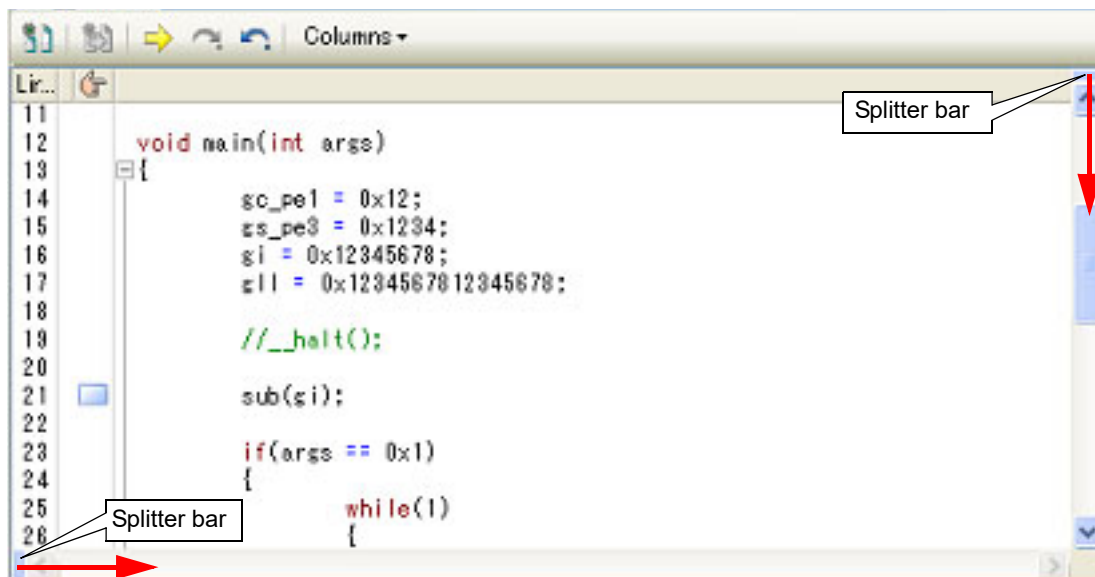 Columns
Lir...
Splitter bar
11
12 void main(int args)
13 {
14 gc_pe1 = 0x12;
15 gs_pe3 = 0x1234;
16 gi = 0x12345678;
17 gll = 0x1234567812345678;
18
19 //__halt();
20
21 sub(gi);
22
23 if(args == 0x1)
24 {
25 while(1)
26 {
Splitter bar